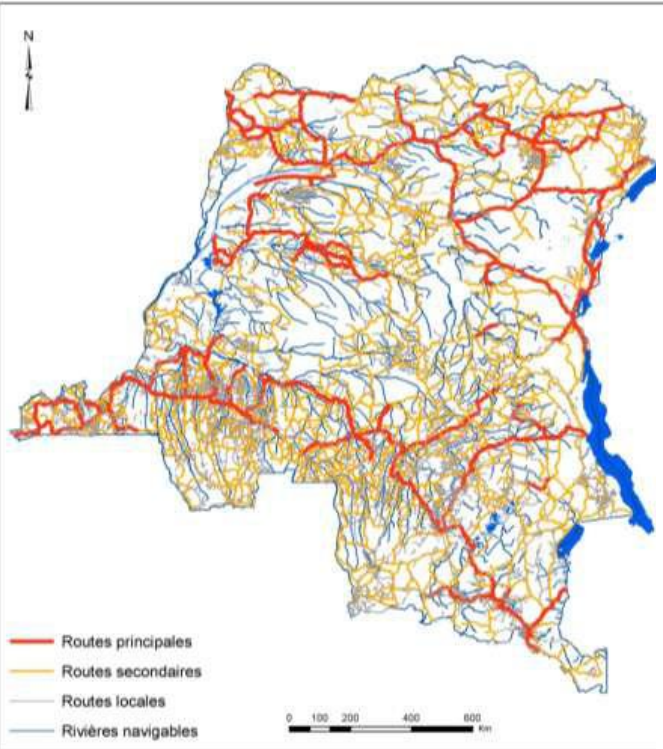 N
Routes principales
Routes secondaires
Routes locales
Rivières navigables
0 100 200 400 600
Km